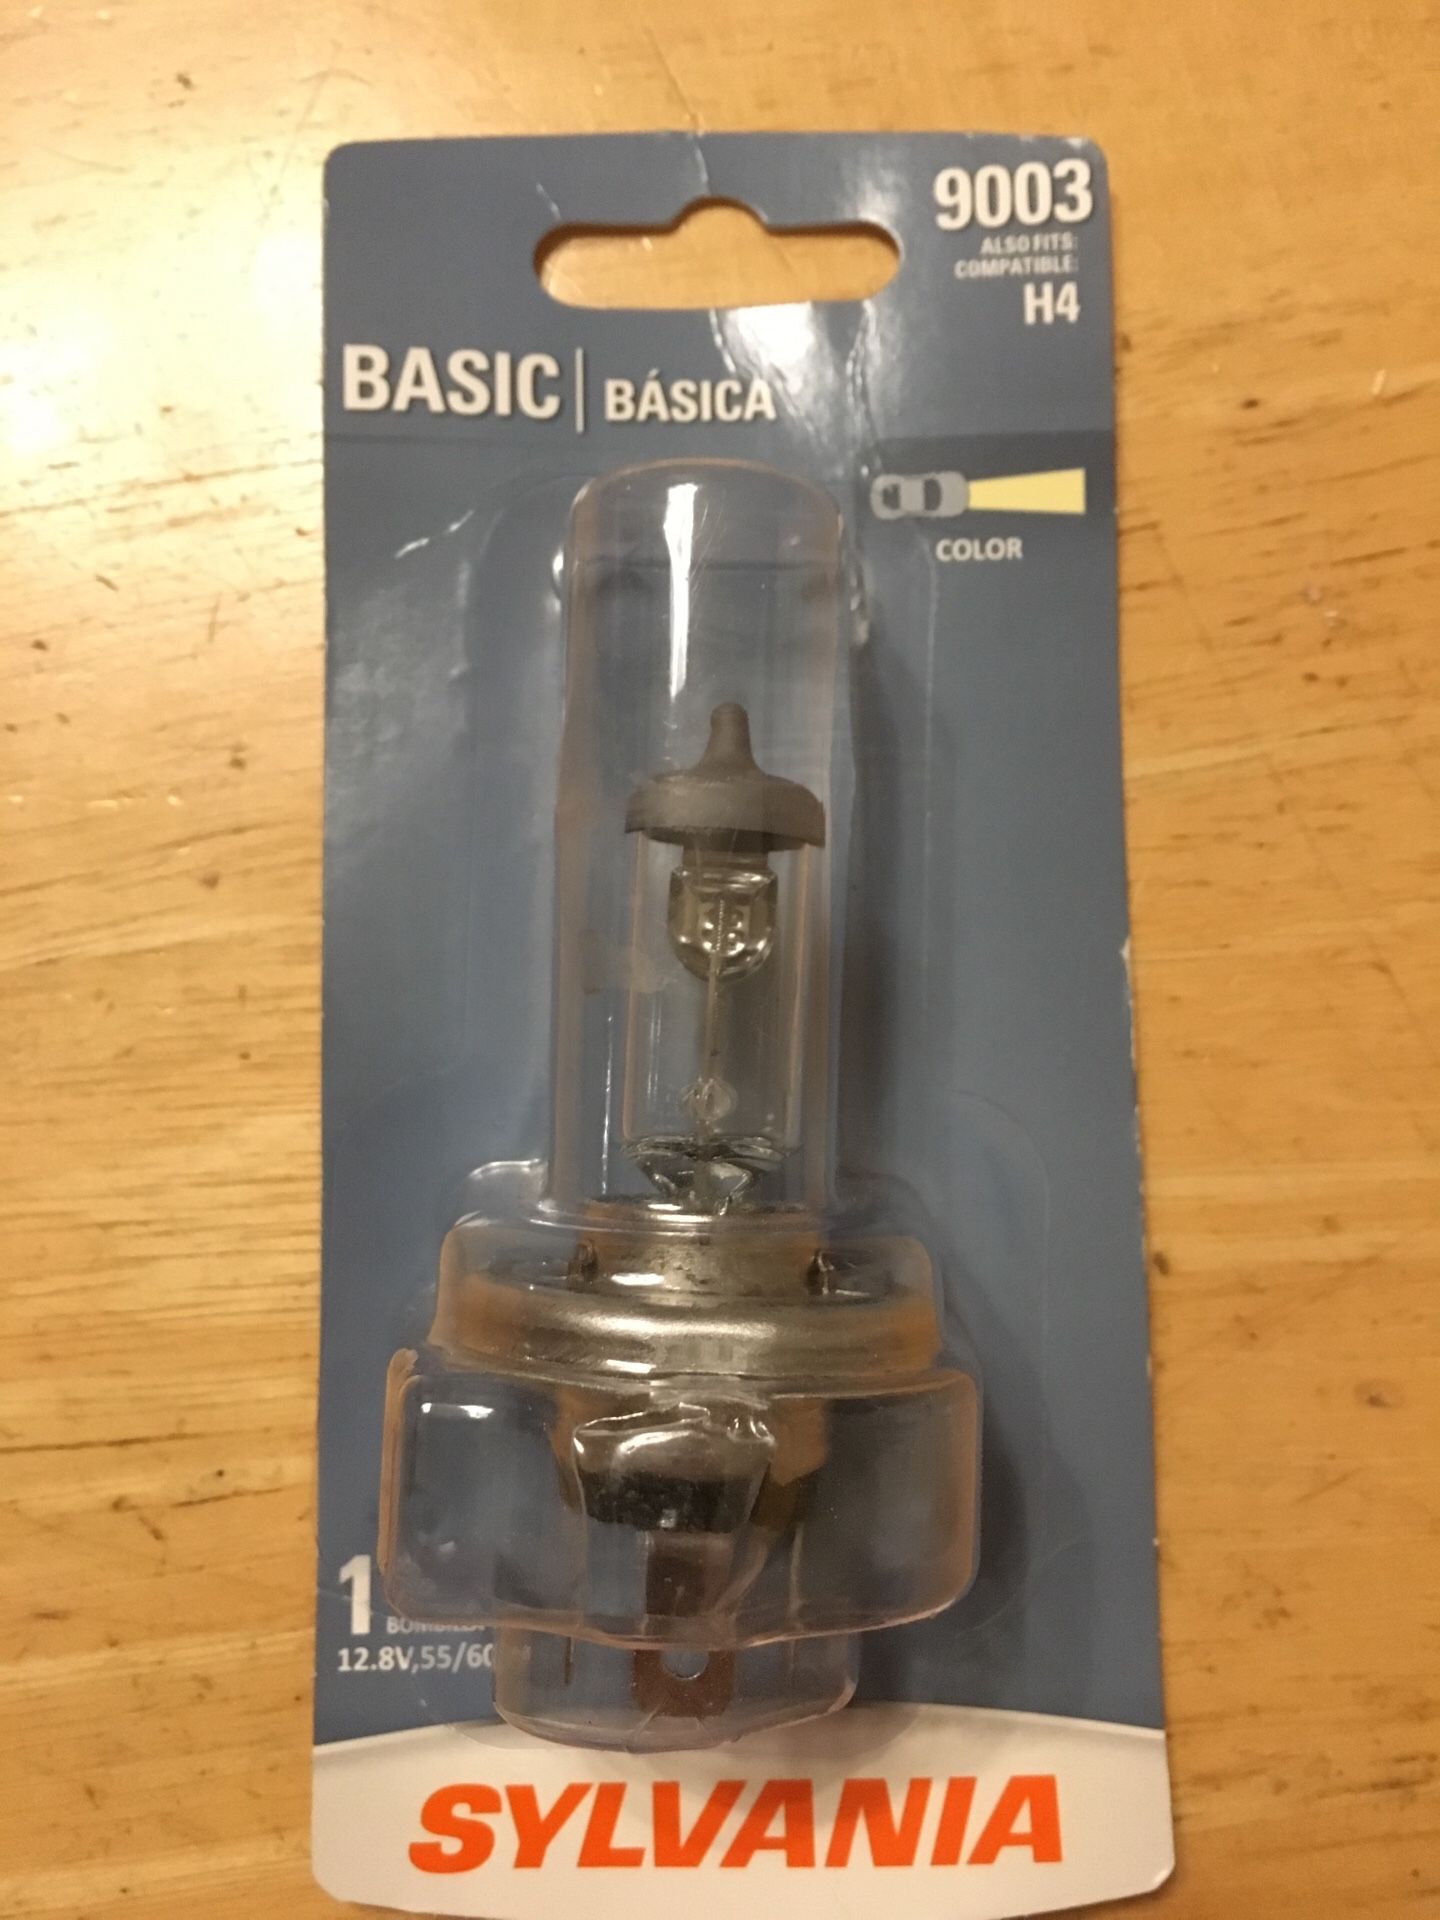 9003
ALSO FITS:
COMPATIBLE:
H4
BASIC | BÁSICA
COLOR
1
12.8V,55/60
SYLVANIA